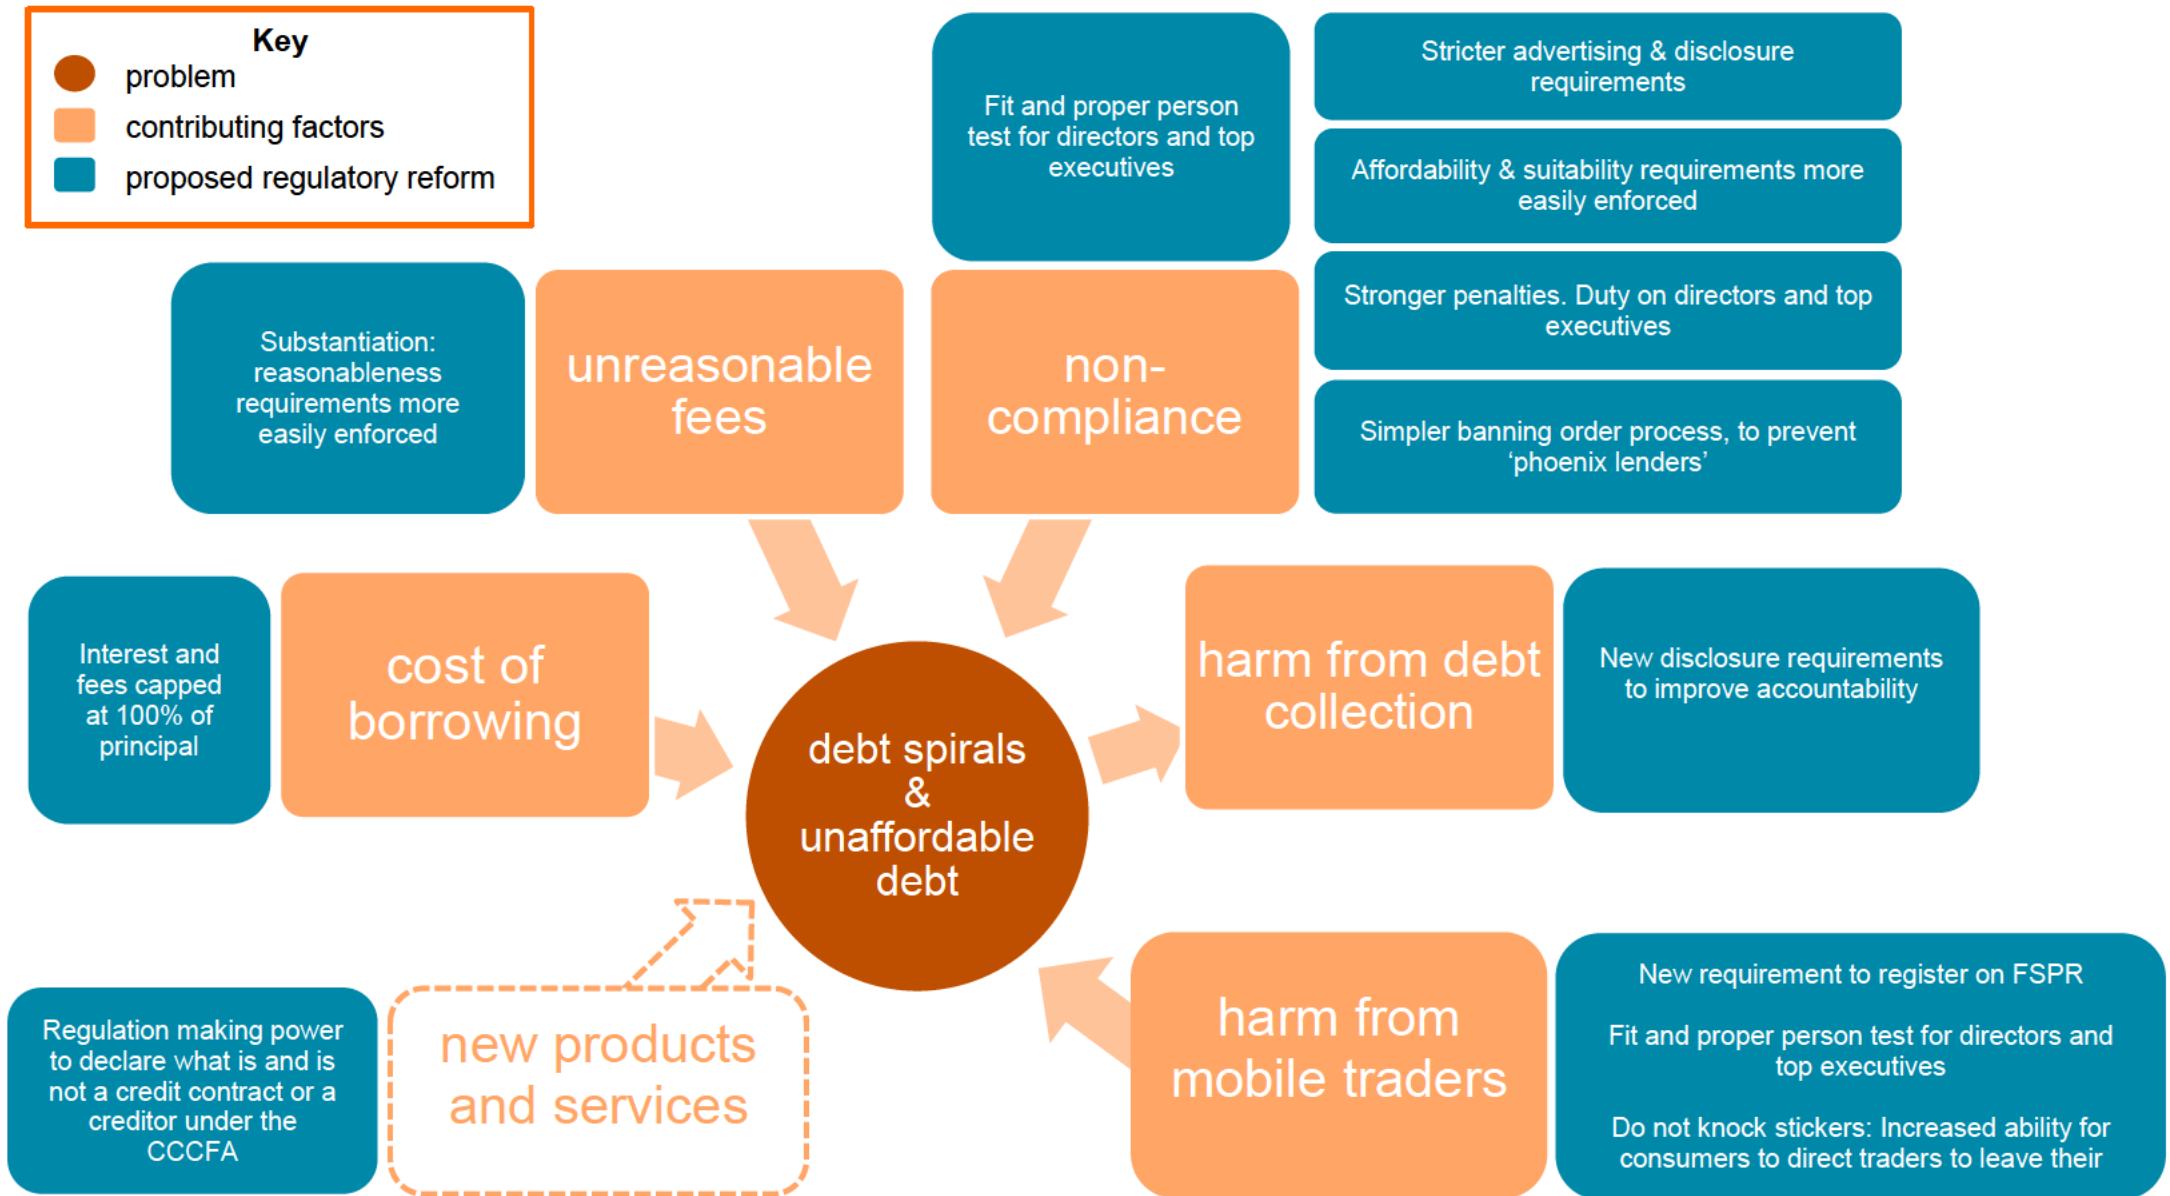 Key
problem
contributing factors
proposed regulatory reform
Fit and proper person
test for directors and top
executives
Stricter advertising & disclosure
requirements
Affordability & suitability requirements more
easily enforced
Stronger penalties. Duty on directors and top
executives
Simpler banning order process, to prevent
‘phoenix lenders’
Substantiation:
reasonableness
requirements more
easily enforced
unreasonable
fees
non-
compliance
Interest and
fees capped
at 100% of
principal
cost of
borrowing
debt spirals
&
unaffordable
debt
harm from debt
collection
New disclosure requirements
to improve accountability
Regulation making power
to declare what is and is
not a credit contract or a
creditor under the
CCCFA
new products
and services
harm from
mobile traders
New requirement to register on FSPR
Fit and proper person test for directors and
top executives
Do not knock stickers: Increased ability for
consumers to direct traders to leave their